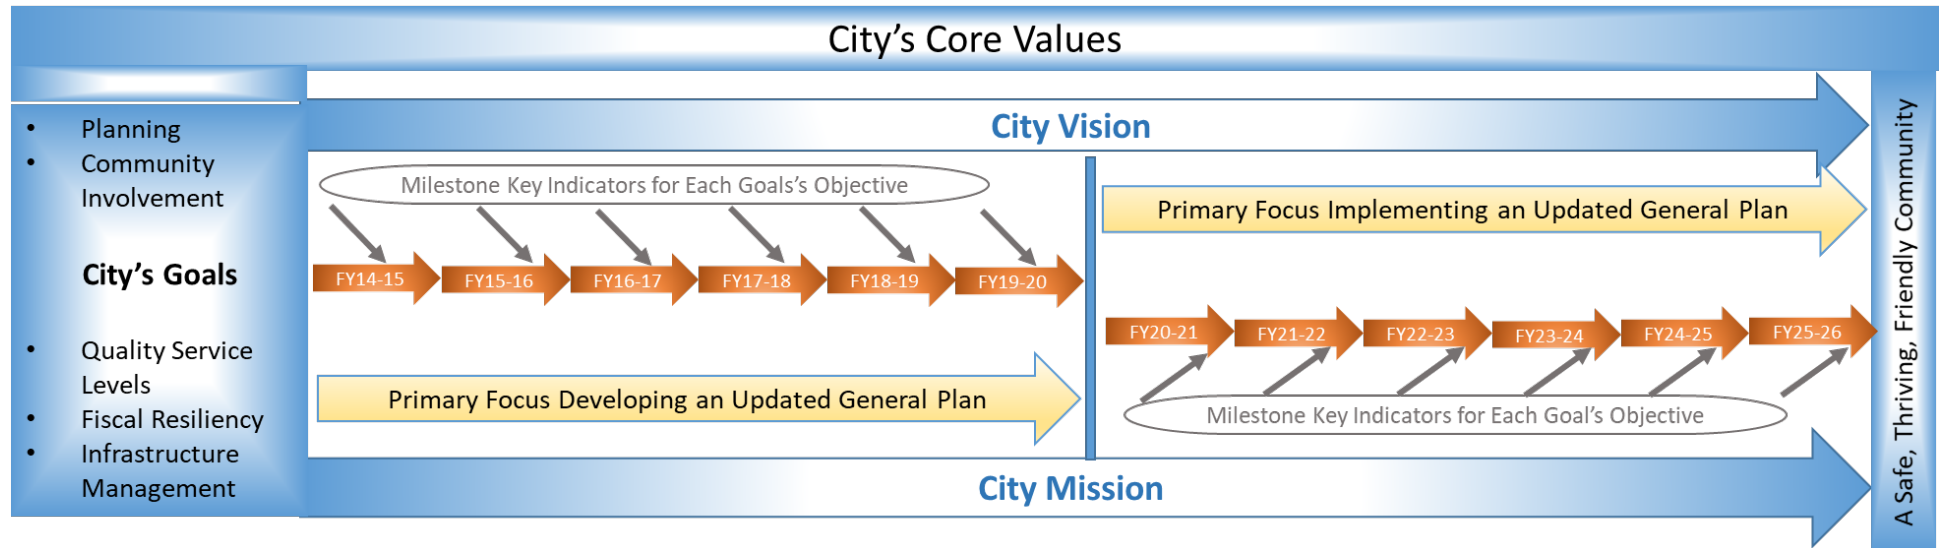 City's Core Values
• Planning
• Community
Involvement
City's Goals
• Quality Service
Levels
• Fiscal Resiliency
• Infrastructure
Management
City Vision
Milestone Key Indicators for Each Goals's Objective
FY14-15
FY15-16
FY16-17
FY17-18
FY18-19
FY19-20
Primary Focus Developing an Updated General Plan
Primary Focus Implementing an Updated General Plan
FY20-21
FY21-22
FY22-23
FY23-24
FY24-25
FY25-26
Milestone Key Indicators for Each Goal's Objective
City Mission
A Safe, Thriving, Friendly Community